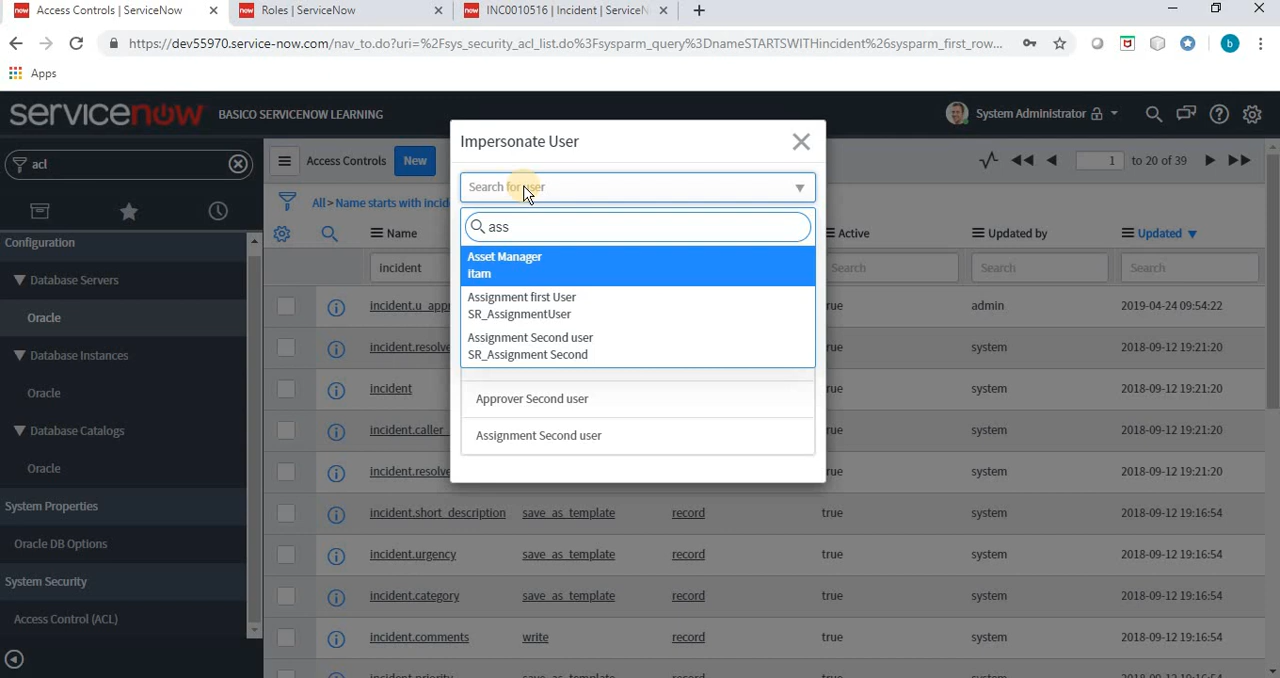 Access Controls | ServiceNow
Roles | ServiceNow
INC0010516 | Incident | Service
https://dev55970.service-now.com/nav_to.do?uri=%2Fsys_security_acl_list.do%3Fsysparm_query%3DnameSTARTSWITHincident%26sysparm_first_row...
Apps
servicenow BASICO SERVICENOW LEARNING
System Administrator
Impersonate User
acl
Access Controls New
1 to 20 of 39
Search for user
All > Name starts with incid
ass
Name Active Updated by Updated
Asset Manager
itam
incident Search Search Search
Assignment first User
SR_AssignmentUser
Assignment Second user
SR_Assignment Second
Approver Second user
Assignment Second user
Configuration
Database Servers
Oracle
Database Instances
Oracle
Database Catalogs
Oracle
System Properties
Oracle DB Options
System Security
Access Control (ACL)
incident.u_appr rue admin 2019-04-24 09:54:22
incident.resolve rue system 2018-09-12 19:21:20
incident rue system 2018-09-12 19:21:20
incident.caller rue system 2018-09-12 19:21:20
incident.resolve rue system 2018-09-12 19:21:20
incident.short_description save_as_template record true system 2018-09-12 19:16:54
incident.urgency save_as_template record true system 2018-09-12 19:16:54
incident.category save_as_template record true system 2018-09-12 19:16:54
incident.comments write record true system 2018-09-12 19:16:54